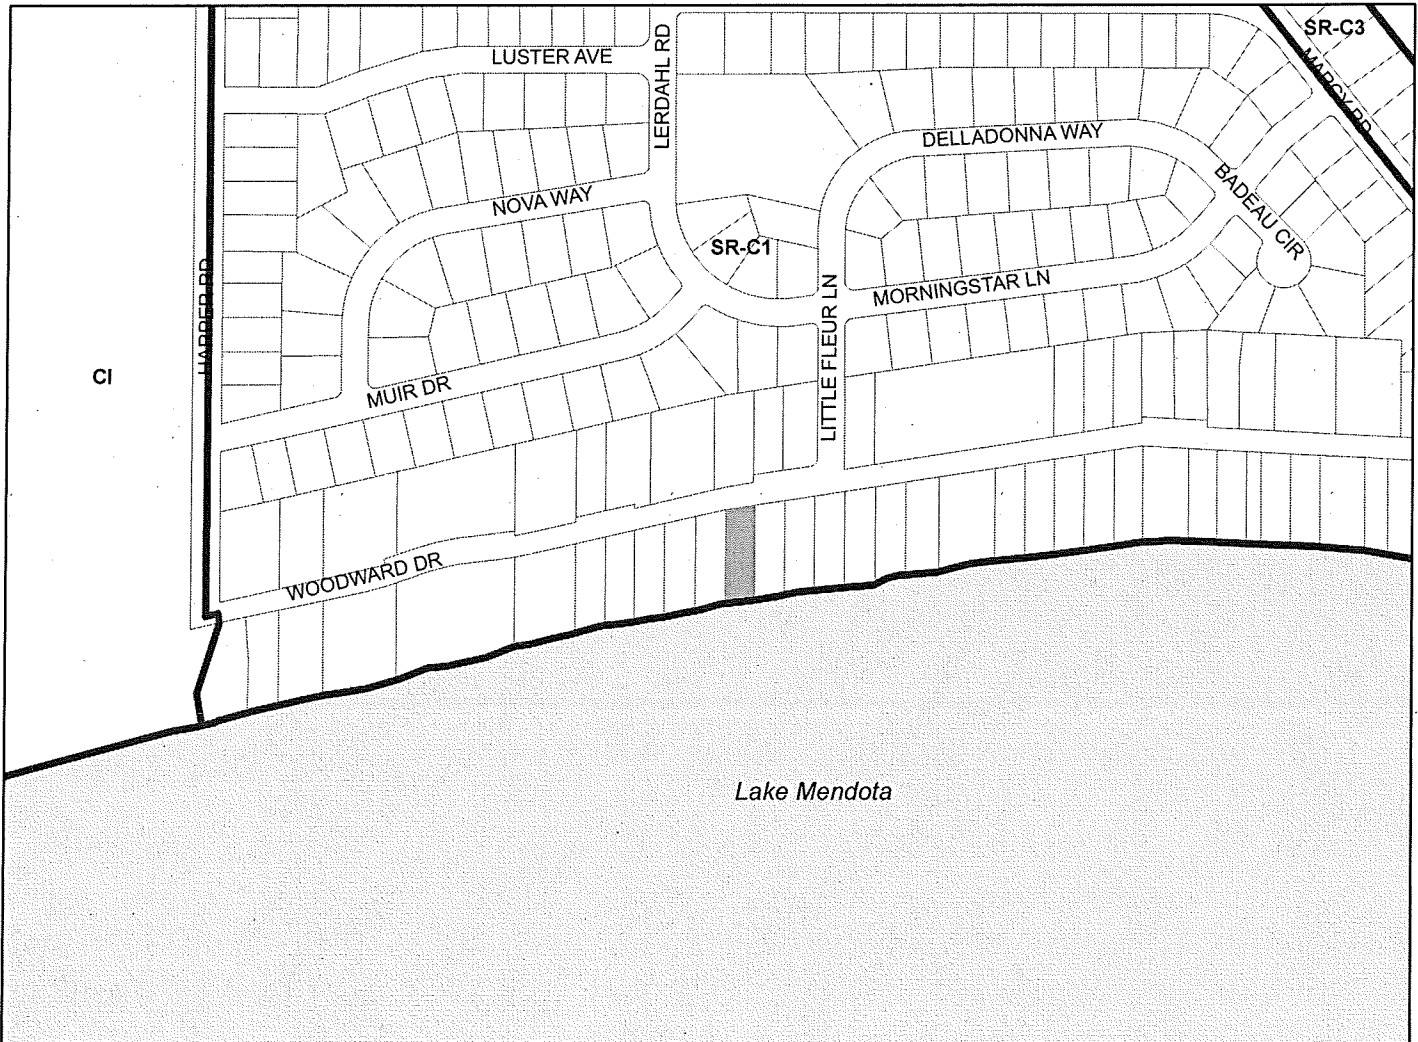 SR-C3
LUSTER AVE
LERDAHL RD
MARCY RD
DELLADONNA WAY
NOVA WAY
BADEAU CIR
SR-C1
HARPER RD
LITTLE FLEUR LN
MORNINGSTAR LN
CI
MUIR DR
WOODWARD DR
Lake Mendota